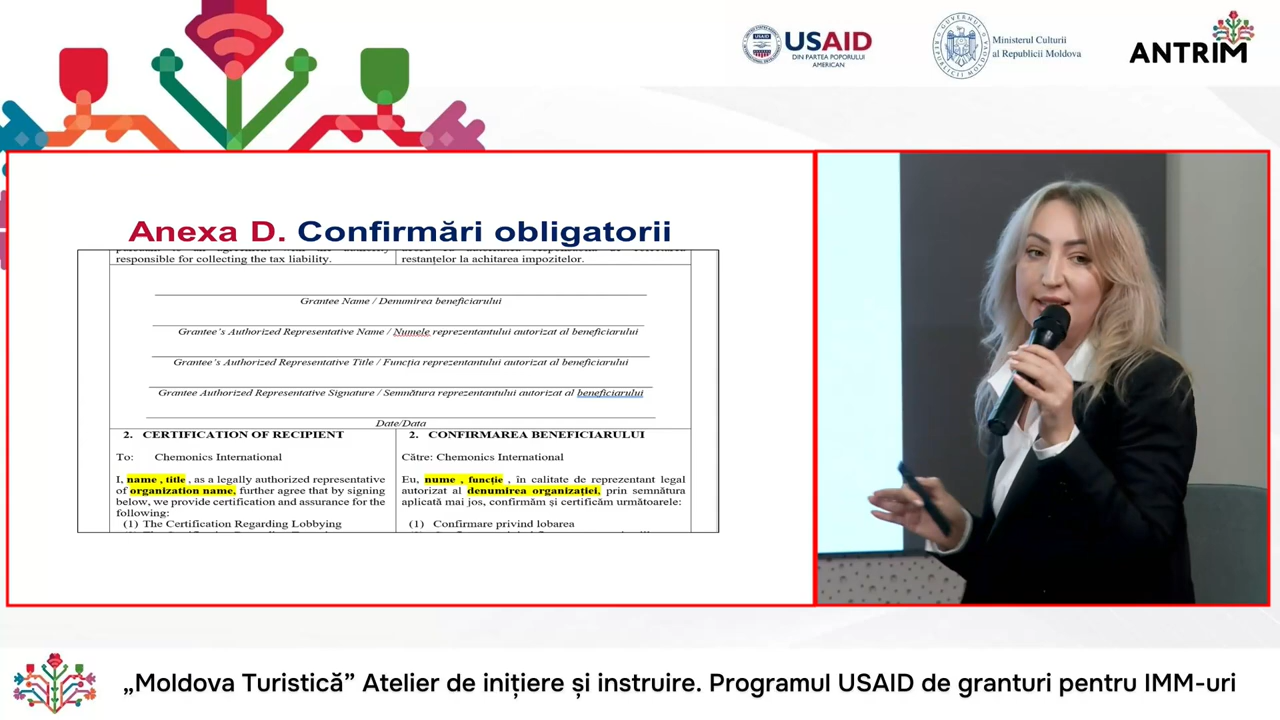 USAID
DIN PARTEA POPORULUI
AMERICAN
Ministerul Culturii
al Republicii Moldova
ANTRIM
Anexa D. Confirmări obligatorii
responsible for collecting the tax liability.
restanțelor la achitarea impozitelor.
Grantee Name / Denumirea beneficiarului
Grantee's Authorized Representative Name / Numele reprezentantului autorizat al beneficiarului
Grantee's Authorized Representative Title / Funcția reprezentantului autorizat al beneficiarului
Grantee Authorized Representative Signature / Semnătura reprezentantului autorizat al beneficiarului
Date/Data
2. CERTIFICATION OF RECIPIENT
To: Chemonics International
I, name , title , as a legally authorized representative
of organization name, further agree that by signing
below, we provide certification and assurance for the
following:
(1) The Certification Regarding Lobbying
2. CONFIRMAREA BENEFICIARULUI
Către: Chemonics International
Eu, nume , funcție , în calitate de reprezentant legal
autorizat al denumirea organizației, prin semnătura
aplicată mai jos, confirmăm și certificăm următoarele:
(1) Confirmare privind lobarea
„Moldova Turistică” Atelier de inițiere și instruire. Programul USAID de granturi pentru IMM-uri